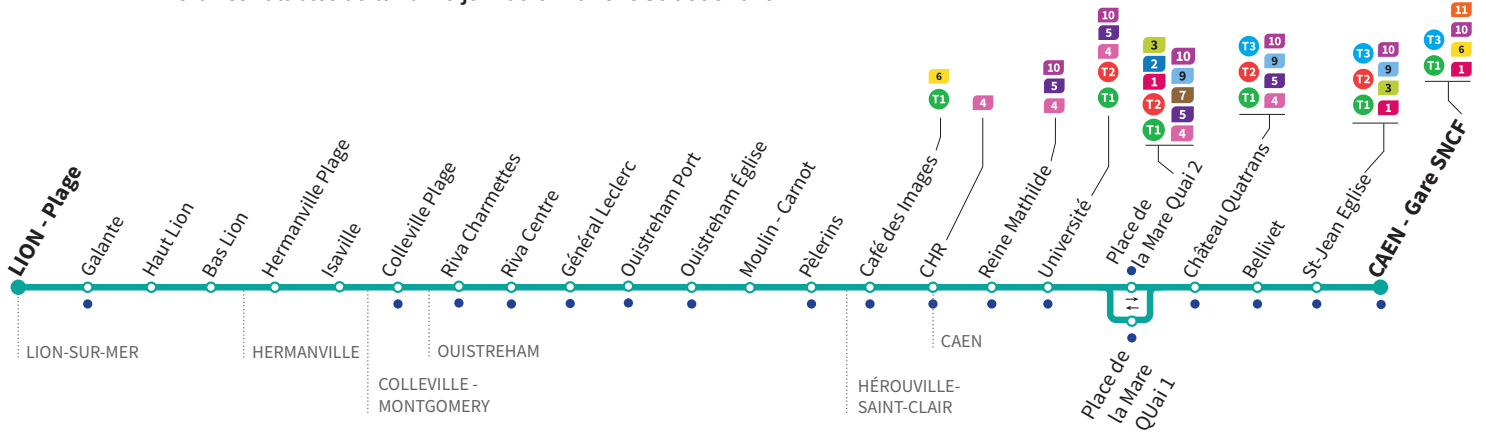 6
T1
4
10
5
4
10
5
4
T2
T1
3
2
1
T2
T1
10
9
7
5
4
T3
T2
T1
10
9
5
4
T3
T2
T1
10
9
3
1
T3
T1
11
10
6
1
LION - Plage
Galante
Haut Lion
Bas Lion
Hermanville Plage
Isaville
Colleville Plage
Riva Charmettes
Riva Centre
Général Leclerc
Ouistreham Port
Ouistreham Église
Moulin - Carnot
Pèlerins
Café des Images
CHR
Reine Mathilde
Université
Place de
la Mare Quai 2
Château Quatrans
Bellivet
St-Jean Eglise
CAEN - Gare SNCF
LION-SUR-MER
HERMANVILLE
COLLEVILLE -
MONTGOMERY
OUISTREHAM
HÉROUVILLE-
SAINT-CLAIR
CAEN
Place de
la Mare
QUai 1